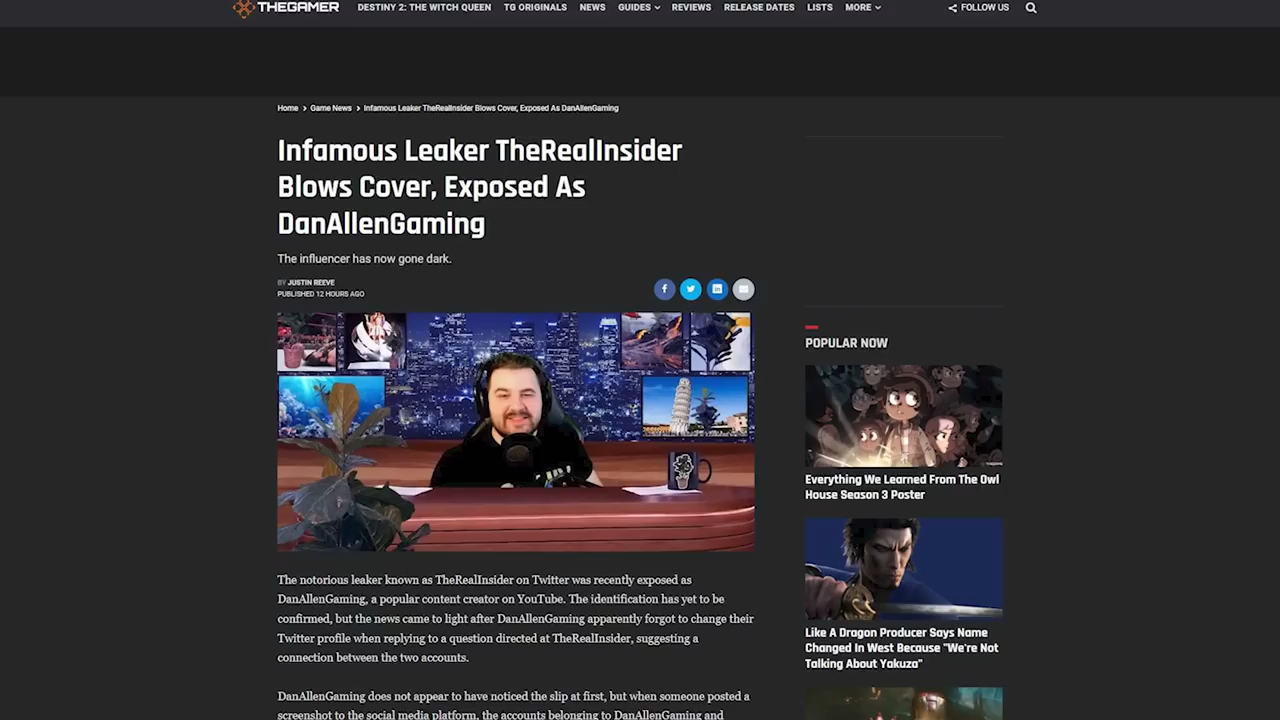 THEGAMER
DESTINY 2: THE WITCH QUEEN
TG ORIGINALS
NEWS
GUIDES
REVIEWS
RELEASE DATES
LISTS
MORE
FOLLOW US
Home > Game News > Infamous Leaker TheRealInsider Blows Cover, Exposed As DanAllenGaming
Infamous Leaker TheRealInsider
Blows Cover, Exposed As
DanAllenGaming
The influencer has now gone dark.
BY JUSTIN REEVE
PUBLISHED 12 HOURS AGO
The notorious leaker known as TheRealInsider on Twitter was recently exposed as
DanAllenGaming, a popular content creator on YouTube. The identification has yet to be
confirmed, but the news came to light after DanAllenGaming apparently forgot to change their
Twitter profile when replying to a question directed at TheRealInsider, suggesting a
connection between the two accounts.
DanAllenGaming does not appear to have noticed the slip at first, but when someone posted a
screenshot to the social media platform, the accounts belonging to DanAllenGaming and
POPULAR NOW
Everything We Learned From The Owl
House Season 3 Poster
Like A Dragon Producer Says Name
Changed In West Because "We're Not
Talking About Yakuza"